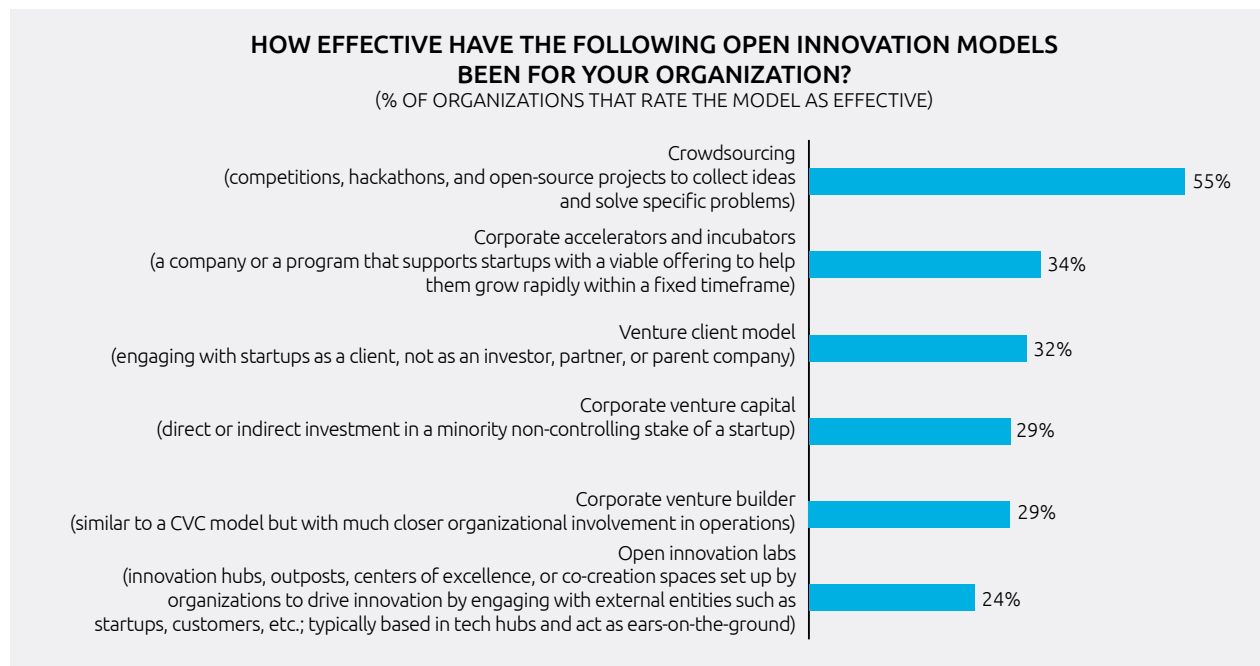 HOW EFFECTIVE HAVE THE FOLLOWING OPEN INNOVATION MODELS
BEEN FOR YOUR ORGANIZATION?
(% OF ORGANIZATIONS THAT RATE THE MODEL AS EFFECTIVE)
Crowdsourcing
(competitions, hackathons, and open-source projects to collect ideas
and solve specific problems)
55%
Corporate accelerators and incubators
(a company or a program that supports startups with a viable offering to help
them grow rapidly within a fixed timeframe)
34%
Venture client model
(engaging with startups as a client, not as an investor, partner, or parent company)
32%
Corporate venture capital
(direct or indirect investment in a minority non-controlling stake of a startup)
29%
Corporate venture builder
(similar to a CVC model but with much closer organizational involvement in operations)
29%
Open innovation labs
(innovation hubs, outposts, centers of excellence, or co-creation spaces set up by
organizations to drive innovation by engaging with external entities such as
startups, customers, etc.; typically based in tech hubs and act as ears-on-the-ground)
24%